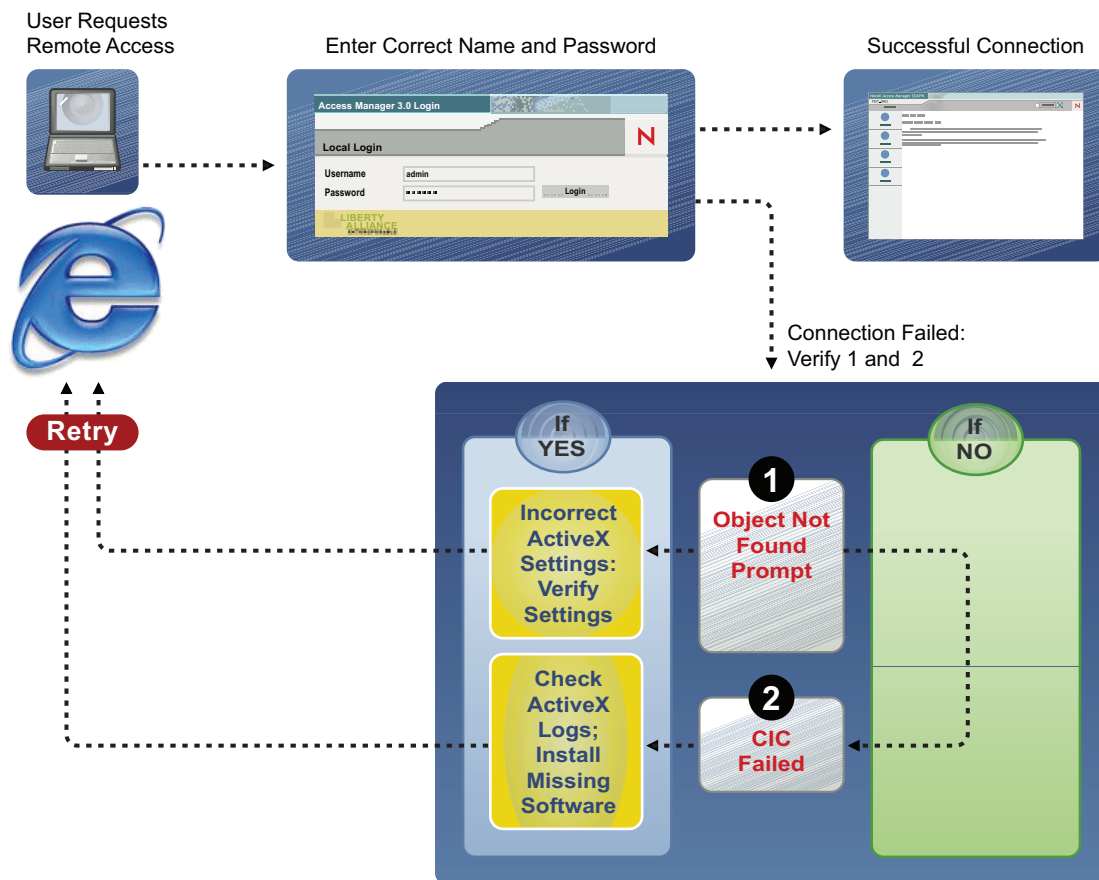 User Requests
Remote Access
Enter Correct Name and Password
Successful Connection
Access Manager 3.0 Login
N
Local Login
Username
admin
Password
Login
LIBERTY
ALLIANCE
N
Connection Failed:
Verify 1 and 2
Retry
If
YES
If
NO
1
Object Not
Found
Prompt
Incorrect
ActiveX
Settings:
Verify
Settings
2
CIC
Failed
Check
ActiveX
Logs;
Install
Missing
Software